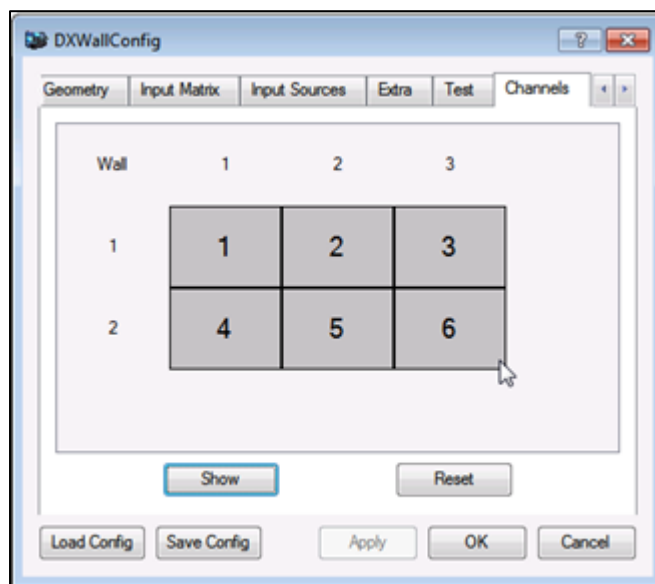 DXWallConfig
Geometry Input Matrix Input Sources Extra Test Channels
Wall 1 2 3
1 1 2 3
2 4 5 6
Show Reset
Load Config Save Config Apply OK Cancel